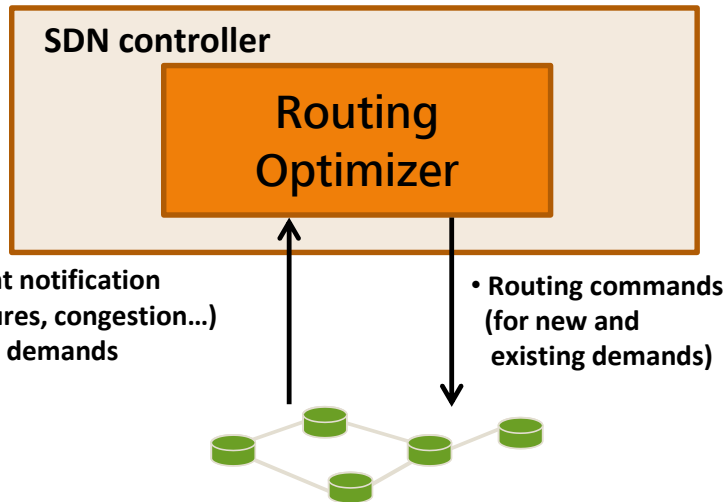 SDN controller
Routing
Optimizer
notification
congestion…)
demands
• Routing commands
(for new and
existing demands)